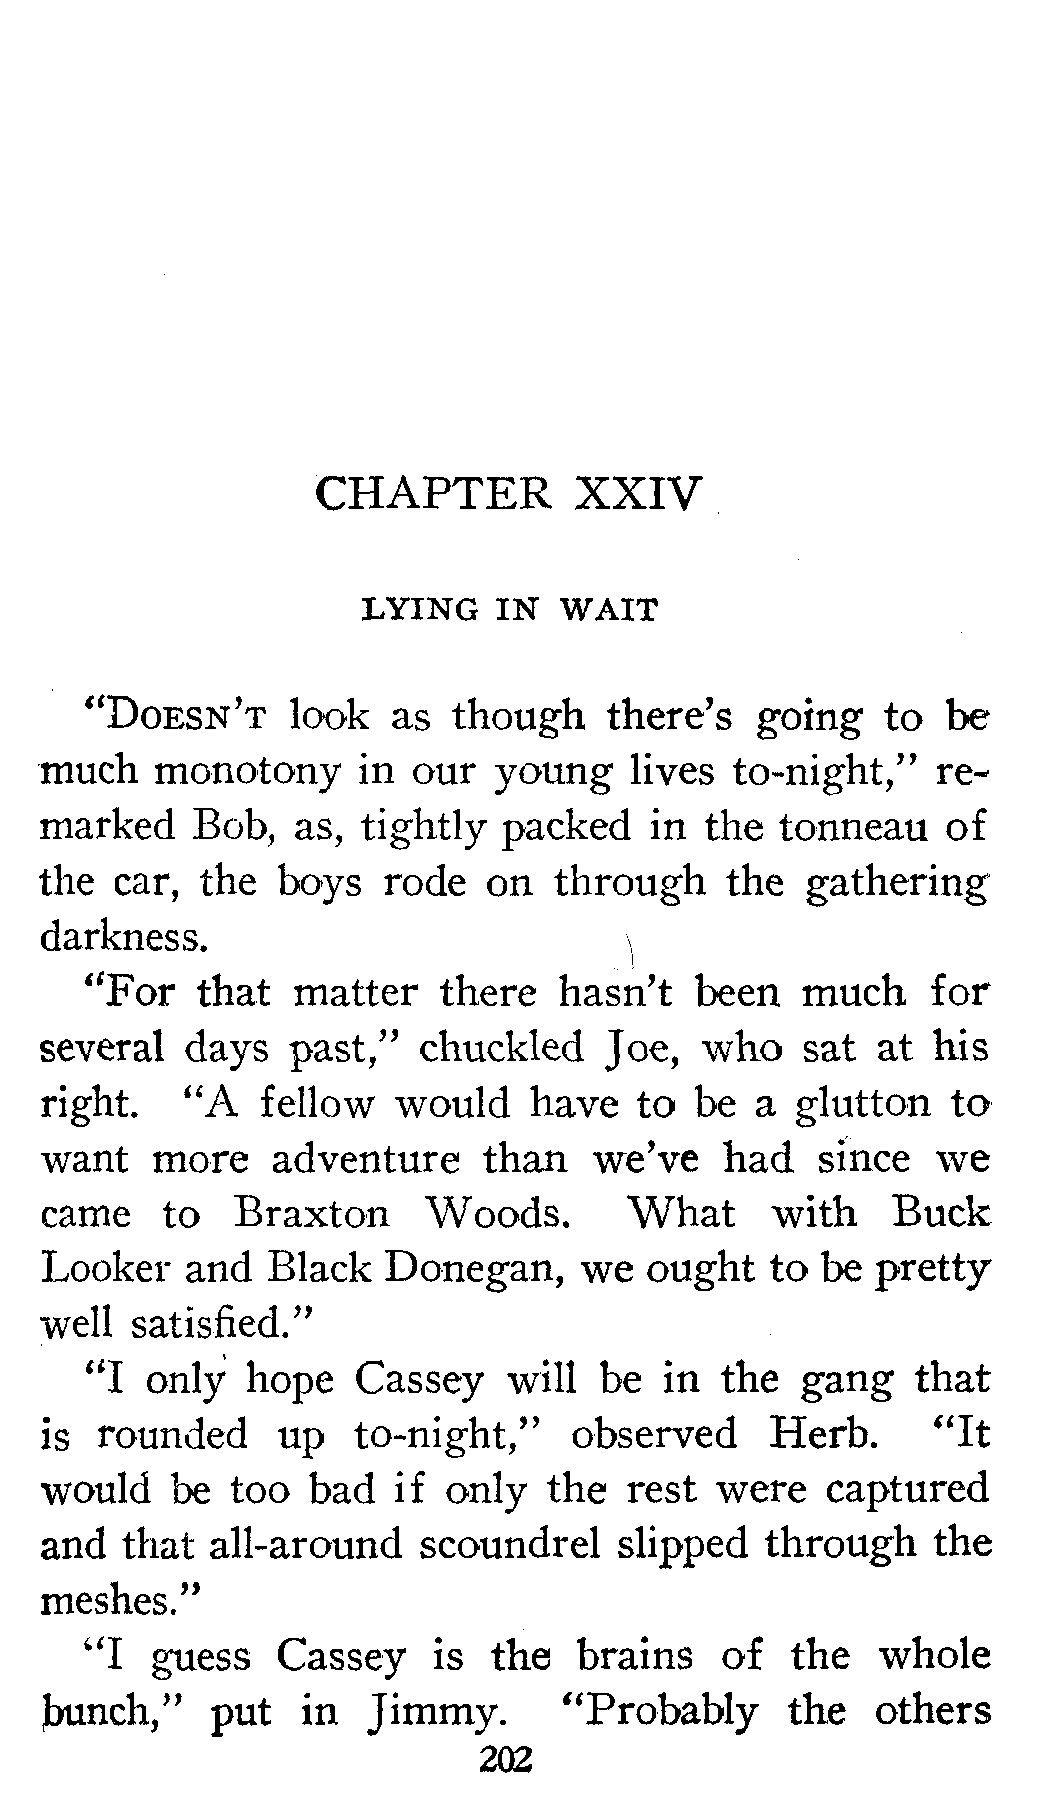 CHAPTER XXIV
LYING IN WAIT
“DOESN’T look as though there’s going to be
much monotony in our young lives to-night,” re-
marked Bob, as, tightly packed in the tonneau of
the car, the boys rode on through the gathering
darkness.
“For that matter there hasn’t been much for
several days past,” chuckled Joe, who sat at his
right. “A fellow would have to be a glutton to
want more adventure than we’ve had since we
came to Braxton Woods. What with Buck
Looker and Black Donegan, we ought to be pretty
well satisfied.”
“I only hope Cassey will be in the gang that
is rounded up to-night,” observed Herb. “It
would be too bad if only the rest were captured
and that all-around scoundrel slipped through the
meshes.”
“I guess Cassey is the brains of the whole
bunch,” put in Jimmy. “Probably the others
202